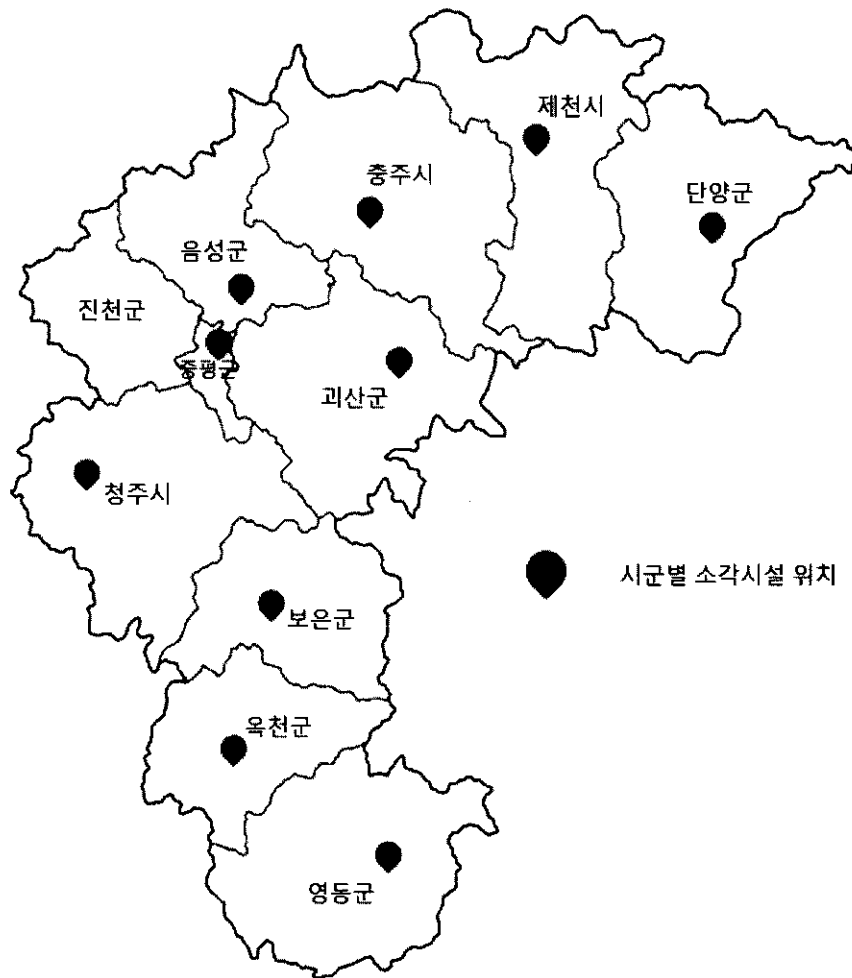 제천시
충주시
단양군
음성군
진천군
증평군
괴산군
청주시
시군별 소각시설 위치
보은군
옥천군
영동군